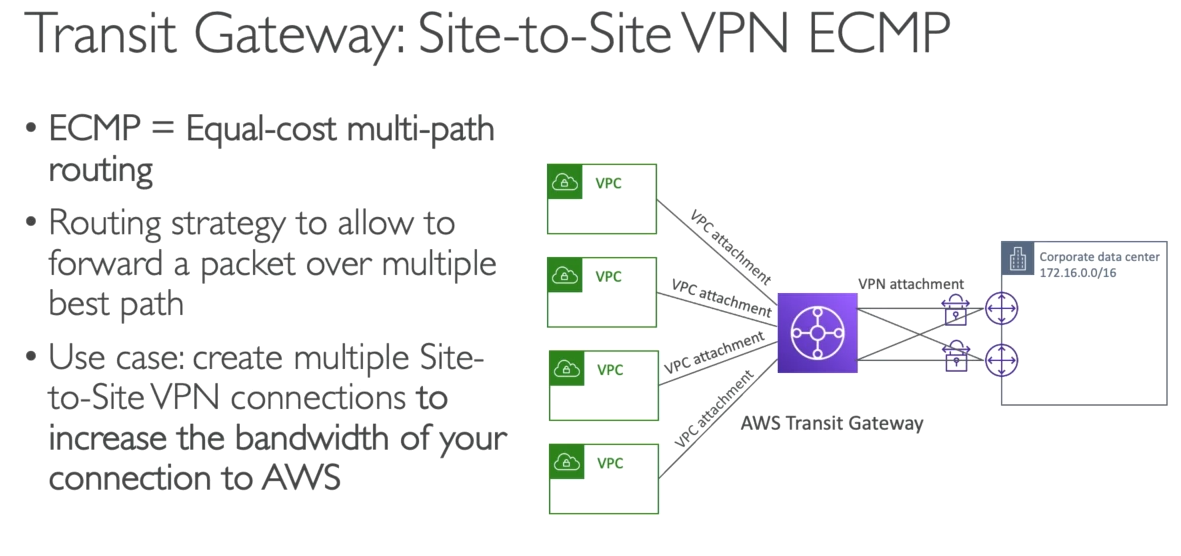 Transit Gateway: Site-to-Site VPN ECMP
• ECMP = Equal-cost multi-path
routing
• Routing strategy to allow to
forward a packet over multiple
best path
• Use case: create multiple Site-
to-Site VPN connections to
increase the bandwidth of your
connection to AWS
VPC
VPC
VPC
VPC
VPC attachment
VPC attachment
VPC attachment
VPC attachment
AWS Transit Gateway
VPN attachment
Corporate data center
172.16.0.0/16